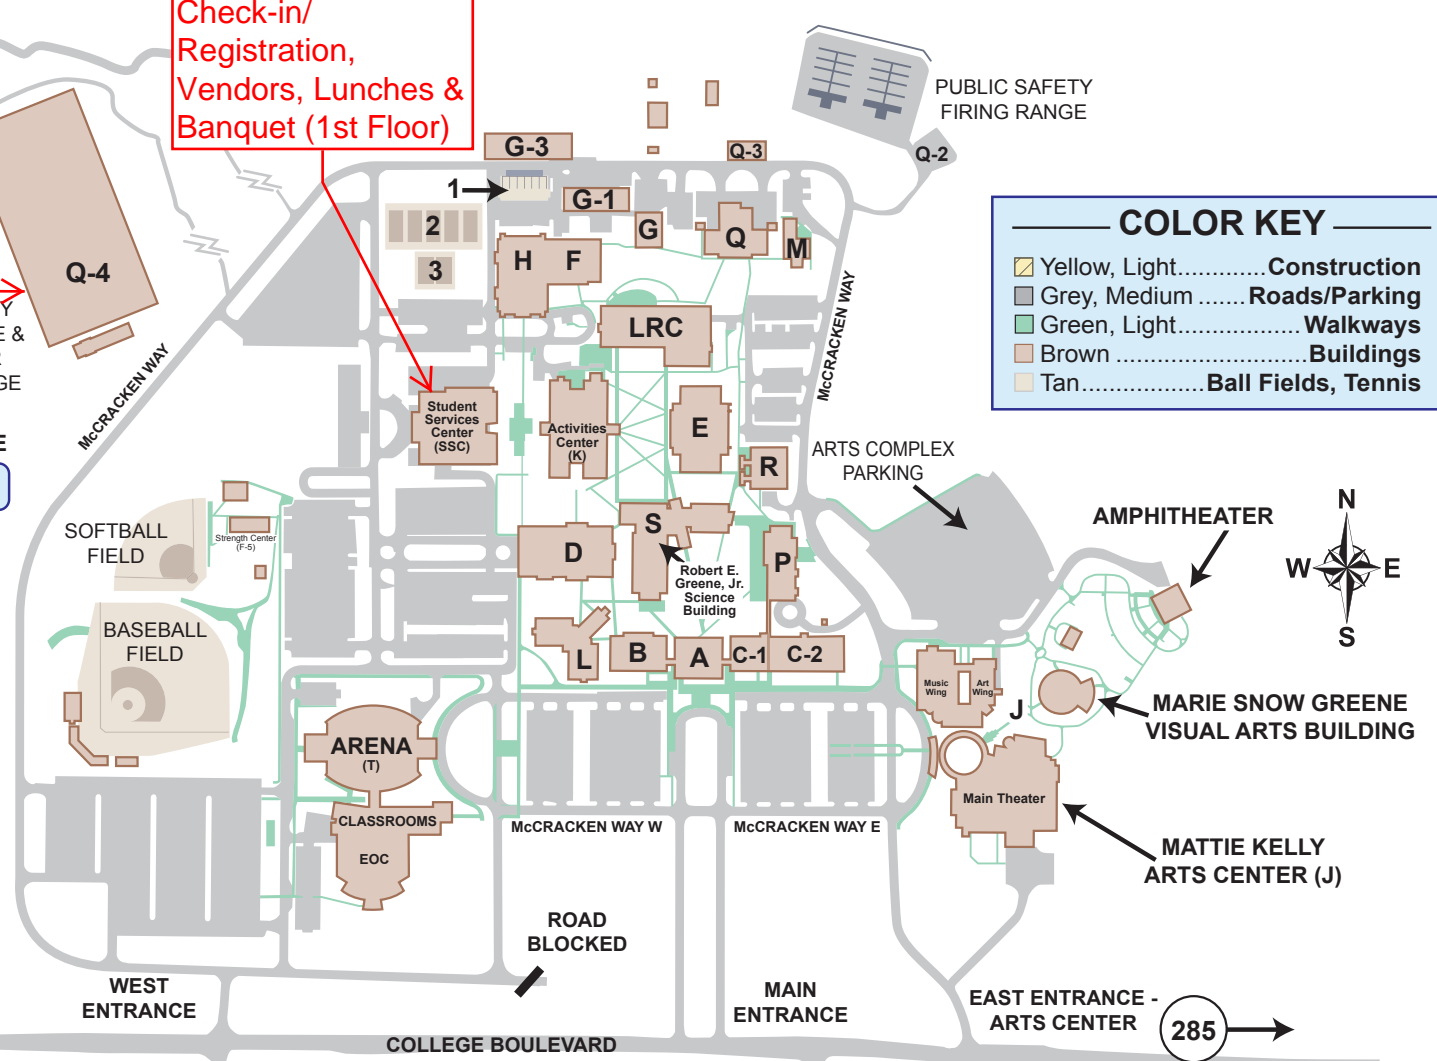 Check-in/
Registration,
Vendors, Lunches &
Banquet (1st Floor)
PUBLIC SAFETY
FIRING RANGE
G-3
Q-3
Q-2
1
G-1
2
G
Q
M
3
H
F
Q-4
LRC
Y
E &
GE
E
McCRACKEN WAY
McCRACKEN WAY
COLOR KEY
Yellow, Light.............Construction
Grey, Medium .......Roads/Parking
Green, Light..................Walkways
Brown ............................Buildings
Tan..................Ball Fields, Tennis
Student
Services
Center
(SSC)
Activities
Center
(K)
E
R
ARTS COMPLEX
PARKING
SOFTBALL
FIELD
Strength Center
(F-5)
S
D
P
Robert E.
Greene, Jr.
Science
Building
AMPHITHEATER
N
W
E
S
BASEBALL
FIELD
L
B
A
C-1
C-2
Music
Wing
Art
Wing
J
MARIE SNOW GREENE
VISUAL ARTS BUILDING
ARENA
(T)
CLASSROOMS
EOC
Main Theater
McCRACKEN WAY W
McCRACKEN WAY E
MATTIE KELLY
ARTS CENTER (J)
ROAD
BLOCKED
WEST
ENTRANCE
MAIN
ENTRANCE
EAST ENTRANCE -
ARTS CENTER
285
COLLEGE BOULEVARD